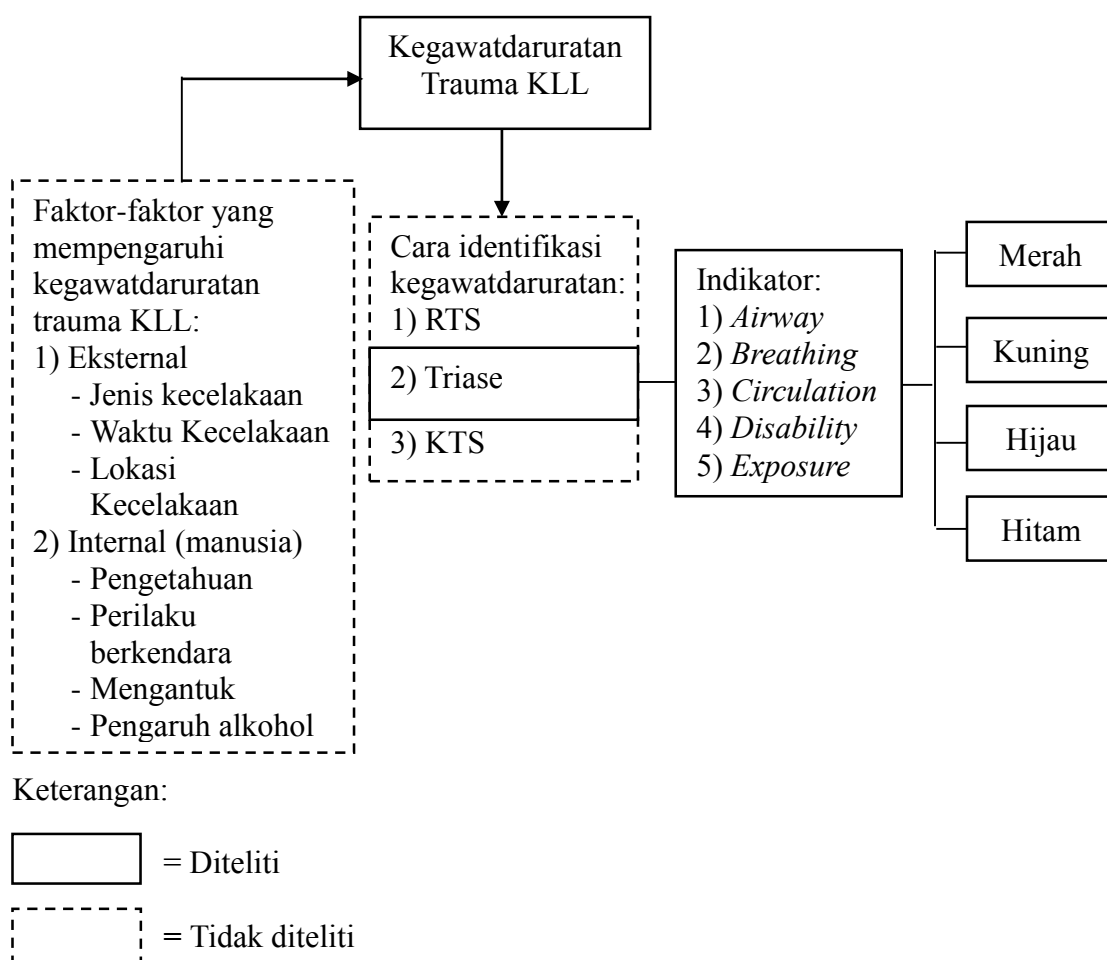 Kegawatdaruratan
Trauma KLL
Faktor-faktor yang
mempengaruhi
kegawatdaruratan
trauma KLL:
1) Eksternal
- Jenis kecelakaan
- Waktu Kecelakaan
- Lokasi
Kecelakaan
2) Internal (manusia)
- Pengetahuan
- Perilaku
berkendara
- Mengantuk
- Pengaruh alkohol
Cara identifikasi
kegawatdaruratan:
1) RTS
2) Triase
3) KTS
Indikator:
1) Airway
2) Breathing
3) Circulation
4) Disability
5) Exposure
Merah
Kuning
Hijau
Hitam
Keterangan:
= Diteliti
= Tidak diteliti